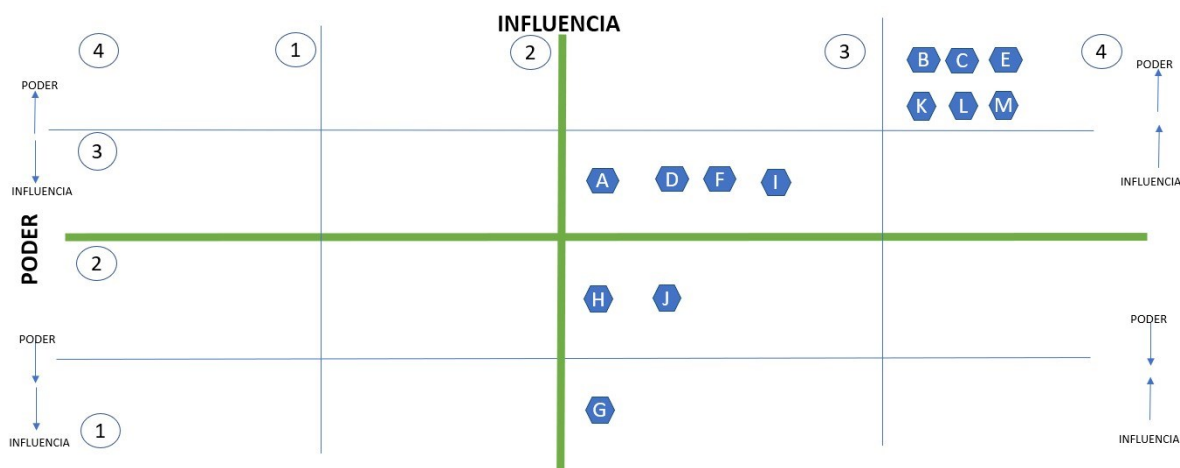 INFLUENCIA
4
1
2
3
4
B C E
PODER
PODER
K L M
3
A D F I
INFLUENCIA
INFLUENCIA
PODER
2
H J
PODER
PODER
G
1
INFLUENCIA
INFLUENCIA